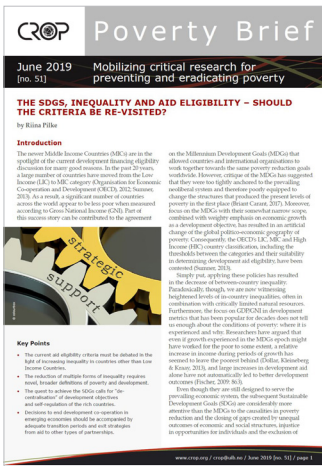 CROP
Poverty Brief
June 2019
[no. 51]
Mobilizing critical research for
preventing and eradicating poverty
THE SDGS, INEQUALITY AND AID ELIGIBILITY – SHOULD
THE CRITERIA BE RE-VISITED?
by Riina Pilke
Introduction
The newer Middle Income Countries (MICs) are in the
spotlight of the current development financing eligibility
discussion for many good reasons. In the past 20 years,
a large number of countries have moved from the Low
Income (LIC) to MIC category (Organisation for Economic
Co-operation and Development (OECD), 2012; Sumner,
2013). As a result, a significant number of countries
across the world appear to be less poor when measured
according to Gross National Income (GNI). Part of
this success story can be contributed to the agreement
strategic
support
Key Points
• The current aid eligibility criteria must be debated in the
light of increasing inequality in countries other than Low
Income Countries.
• The reduction of multiple forms of inequality requires
novel, broader definitions of poverty and development.
• The quest to achieve the SDGs calls for "de-
centralisation" of development objectives
and self-regulation of the rich countries.
• Decisions to end development co-operation in
emerging economies should be accompanied by
adequate transition periods and exit strategies
from aid to other types of partnerships.
on the Millennium Development Goals (MDGs) that
allowed countries and international organisations to
work together towards the same poverty reduction goals
worldwide. However, critique of the MDGs has suggested
that they were too tightly anchored to the prevailing
neoliberal system and therefore poorly equipped to
change the structures that produced the present levels of
poverty in the first place (Briant Carant, 2017). Moreover,
focus on the MDGs with their somewhat narrow scope,
combined with weighty emphasis on economic growth
as a development objective, has resulted in an artificial
change of the global politico-economic geography of
poverty. Consequently, the OECD's LIC, MIC and High
Income (HIC) country classification, including the
thresholds between the categories and their suitability
in determining development aid eligibility, have been
contested (Sumner, 2013).
Simply put, applying these policies has resulted
in the decrease of between-country inequality.
Paradoxically, though, we are now witnessing
heightened levels of in-country inequalities, often in
combination with critically limited natural resources.
Furthermore, the focus on GDP/GNI in development
metrics that has been popular for decades does not tell
us enough about the conditions of poverty: where it is
experienced and why. Researchers have argued that
even if growth experienced in the MDGs epoch might
have worked for the poor to some extent, a relative
increase in income during periods of growth has
seemed to leave the poorest behind (Dollar, Kleineberg
& Kraay, 2013), and large increases in development aid
alone have not automatically led to better development
outcomes (Fischer, 2009: 863).
Even though they are still designed to serve the
prevailing economic system, the subsequent Sustainable
Development Goals (SDGs) are considerably more
attentive than the MDGs to the causalities in poverty
reduction and the closing of gaps created by unequal
outcomes of economic and social structures, injustice
in opportunities for individuals and the exclusion of
www.crop.org / crop@uib.no / June 2019 [no. 51] / page 1